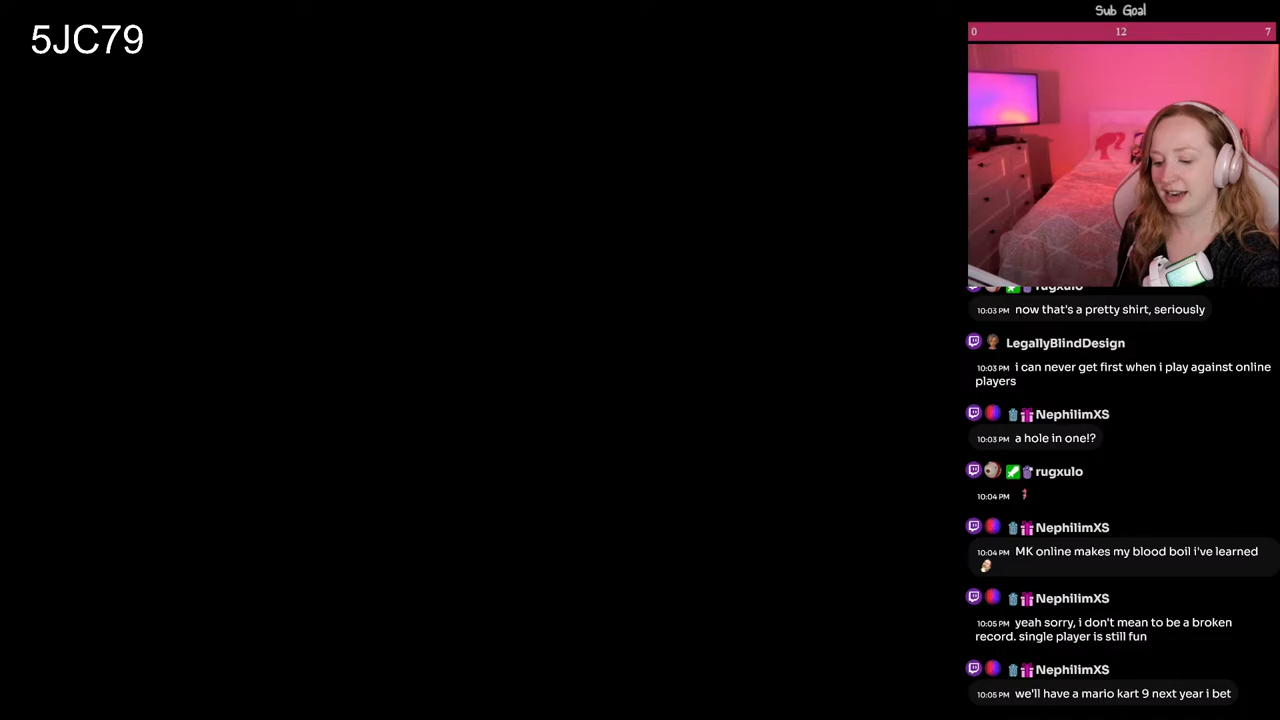 5JC79
Sub Goal
0 12 7
rugxulo
10:03 PM now that's a pretty shirt, seriously
LegallyBlindDesign
10:03 PM i can never get first when i play against online
players
NephilimXS
10:03 PM a hole in one!?
rugxulo
10:04 PM
NephilimXS
10:04 PM MK online makes my blood boil i've learned
NephilimXS
10:05 PM yeah sorry, i don't mean to be a broken
record. single player is still fun
NephilimXS
10:05 PM we'll have a mario kart 9 next year i bet